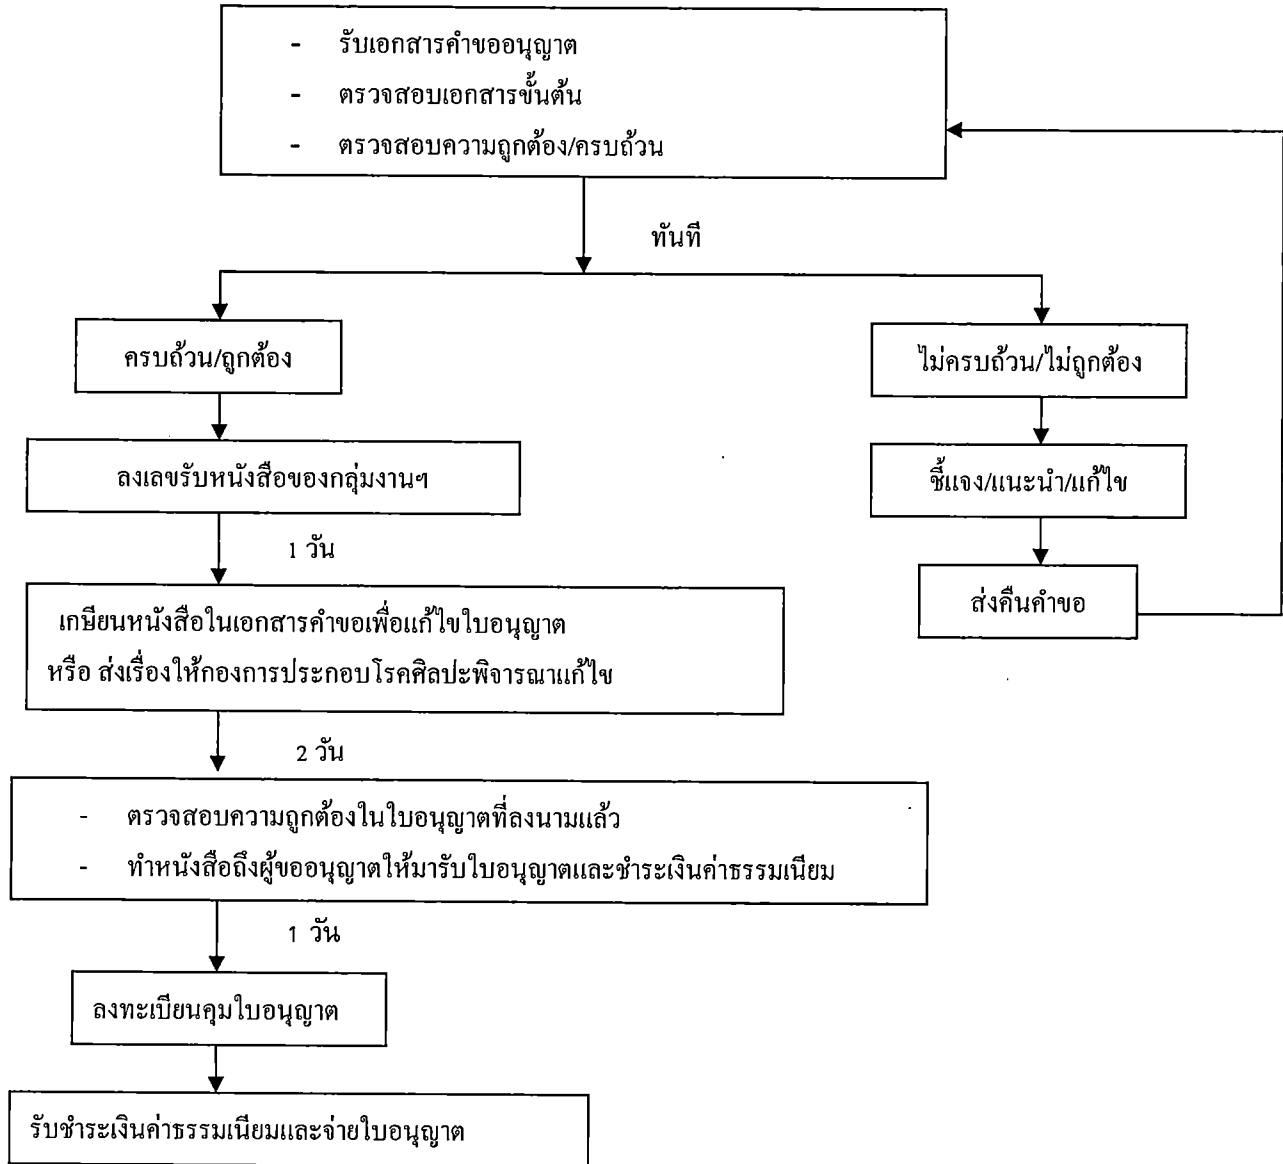 - รับเอกสารคำขออนุญาต
- ตรวจสอบเอกสารขั้นต้น
- ตรวจสอบความถูกต้อง/ครบถ้วน
ทันที
ครบถ้วน/ถูกต้อง
ไม่ครบถ้วน/ไม่ถูกต้อง
ลงเลขรับหนังสือของกลุ่มงานฯ
ชี้แจง/แนะนำ/แก้ไข
1 วัน
ส่งคืนคำขอ
เกษียนหนังสือในเอกสารคำขอเพื่อแก้ไขใบอนุญาต
หรือ ส่งเรื่องให้กองการประกอบโรคศิลปะพิจารณาแก้ไข
2 วัน
- ตรวจสอบความถูกต้องในใบอนุญาตที่ลงนามแล้ว
- ทำหนังสือถึงผู้ขออนุญาตให้มารับใบอนุญาตและชำระเงินค่าธรรมเนียม
1 วัน
ลงทะเบียนคุมใบอนุญาต
รับชำระเงินค่าธรรมเนียมและจ่ายใบอนุญาต